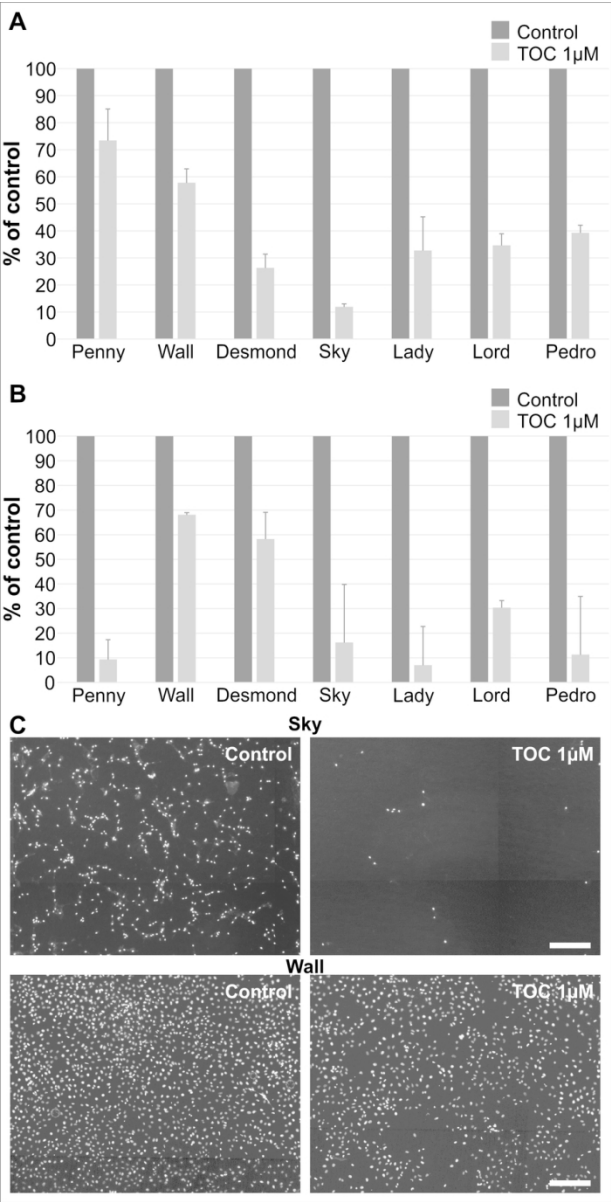 A
Control
TOC 1µM
% of control
100
90
80
70
60
50
40
30
20
10
0
Penny Wall Desmond Sky Lady Lord Pedro
B
Control
TOC 1µM
% of control
100
90
80
70
60
50
40
30
20
10
0
Penny Wall Desmond Sky Lady Lord Pedro
C
Sky
Control TOC 1µM
Wall
Control TOC 1µM